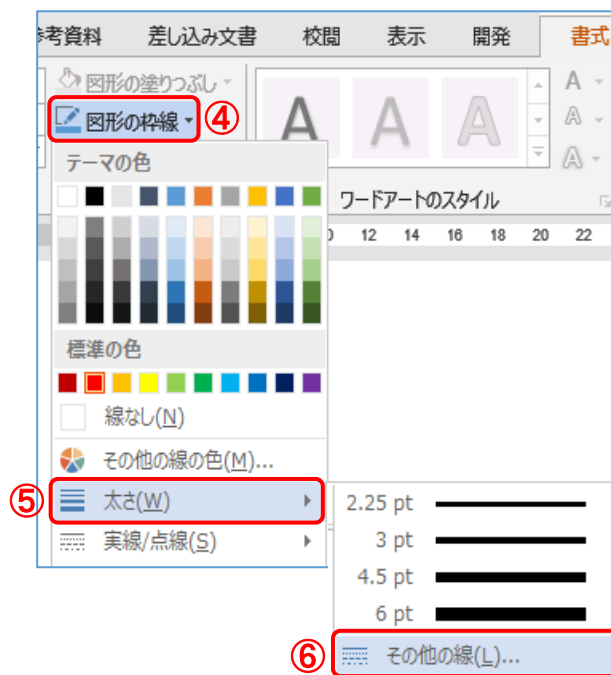 参考資料 差し込み文書 校閲 表示 開発 書式
図形の塗りつぶし A
図形の枠線 ④ A A A A
A
テーマの色
ワードアートのスタイル
12 14 16 18 20 22
標準の色
線なし(N)
その他の線の色(M)...
⑤ 太さ(W) 2.25 pt
実線/点線(S) 3 pt
4.5 pt
6 pt
⑥ その他の線(L)...